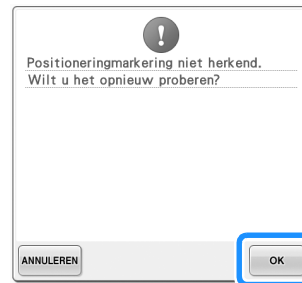 Positioneringmarkering niet herkend.
Wilt u het opnieuw proberen?
ANNULEREN
OK